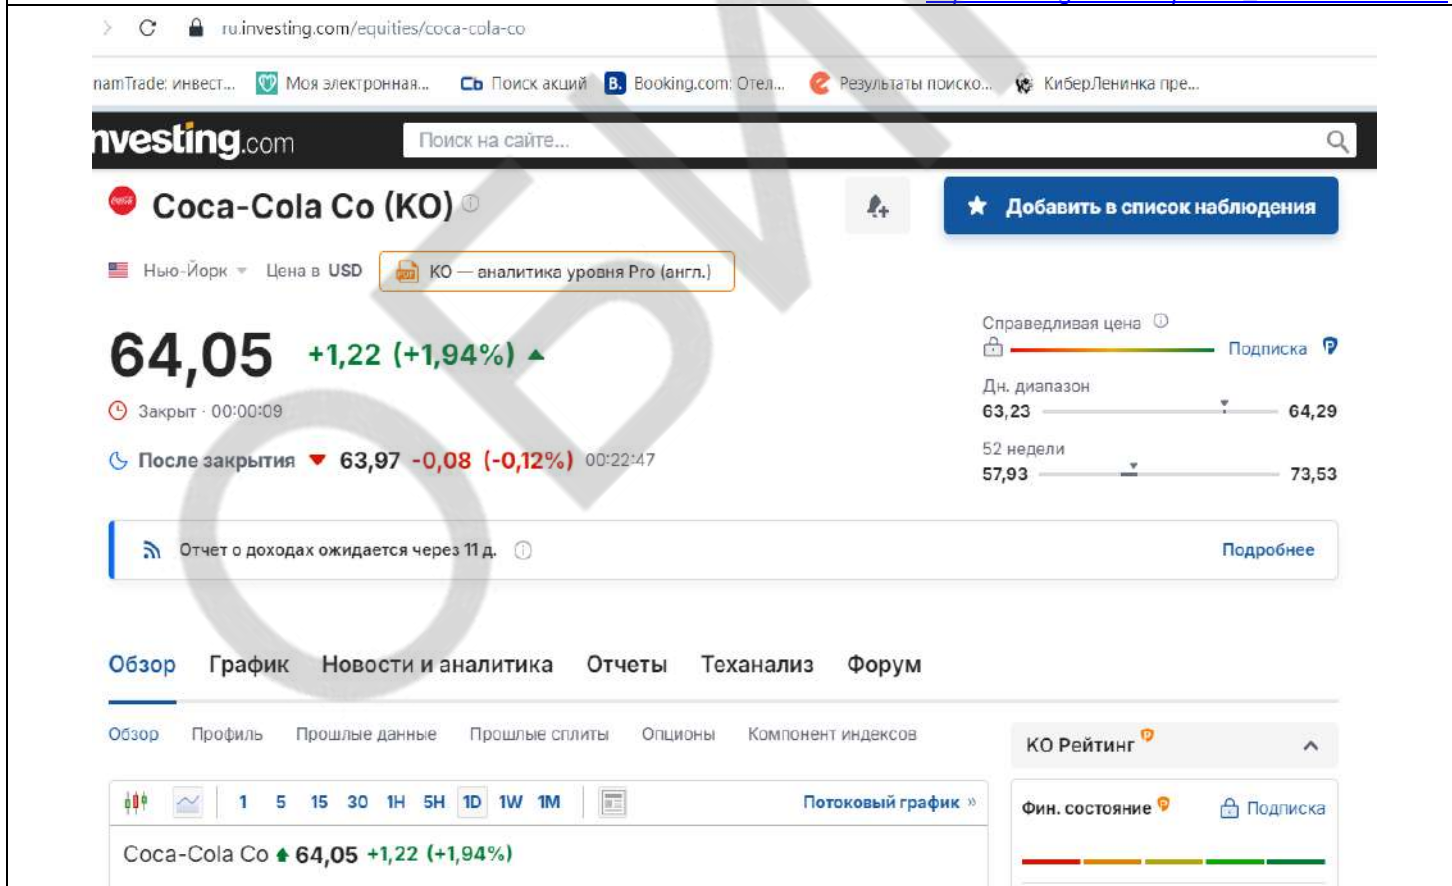 ru.investing.com/equities/coca-cola-co
namTrade: инвест... Моя электронная... Cb Поиск акций B. Booking.com: Отел... Результаты поиско... КиберЛенинка пре...
nvesting.com Поиск на сайте...
Coca-Cola Co (KO)
Добавить в список наблюдения
Нью-Йорк Цена в USD KO — аналитика уровня Pro (англ.)
64,05 +1,22 (+1,94%)
Справедливая цена
Подписка
Закрыт · 00:00:09
Дн. диапазон
63,23 64,29
После закрытия 63,97 -0,08 (-0,12%) 00:22:47
52 недели
57,93 73,53
Отчет о доходах ожидается через 11 д. Подробнее
Обзор График Новости и аналитика Отчеты Теханализ Форум
Обзор Профиль Прошлые данные Прошлые сплиты Опционы Компонент индексов
KO Рейтинг
1 5 15 30 1H 5H 1D 1W 1M Потоковый график »
Фин. состояние Подписка
Coca-Cola Co 64,05 +1,22 (+1,94%)